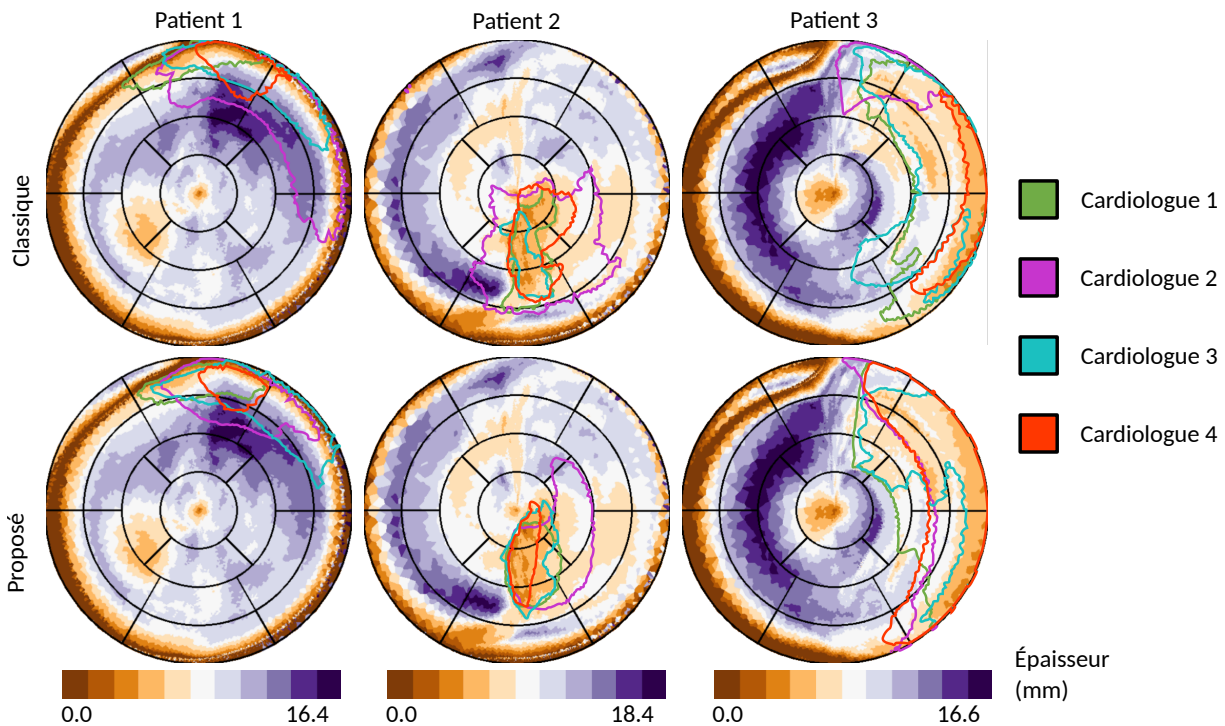 Patient 1
Patient 2
Patient 3
Classique
Cardiologue 1
Cardiologue 2
Cardiologue 3
Cardiologue 4
Proposé
Épaisseur
(mm)
0.0
16.4
0.0
18.4
0.0
16.6